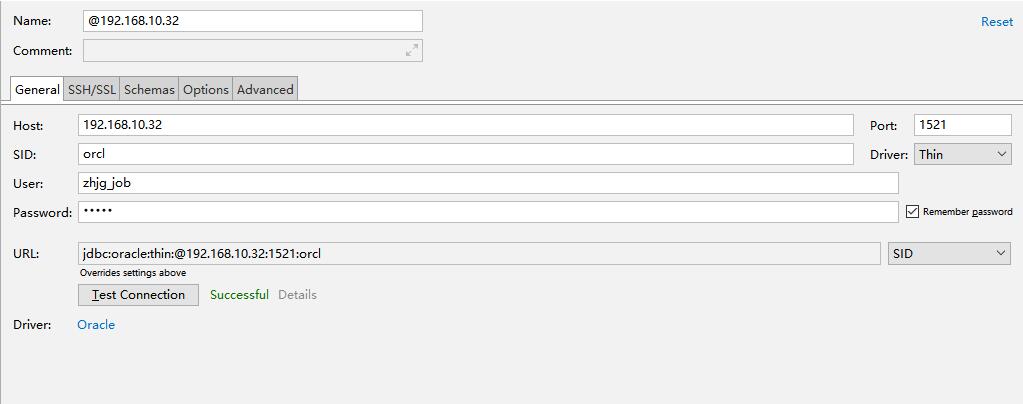 Name: @192.168.10.32 Reset
Comment:
General SSH/SSL Schemas Options Advanced
Host: 192.168.10.32 Port: 1521
SID: orcl Driver: Thin
User: zhjg_job
Password: ••••• Remember password
URL: jdbc:oracle:thin:@192.168.10.32:1521:orcl SID
Overrides settings above
Test Connection Successful Details
Driver: Oracle